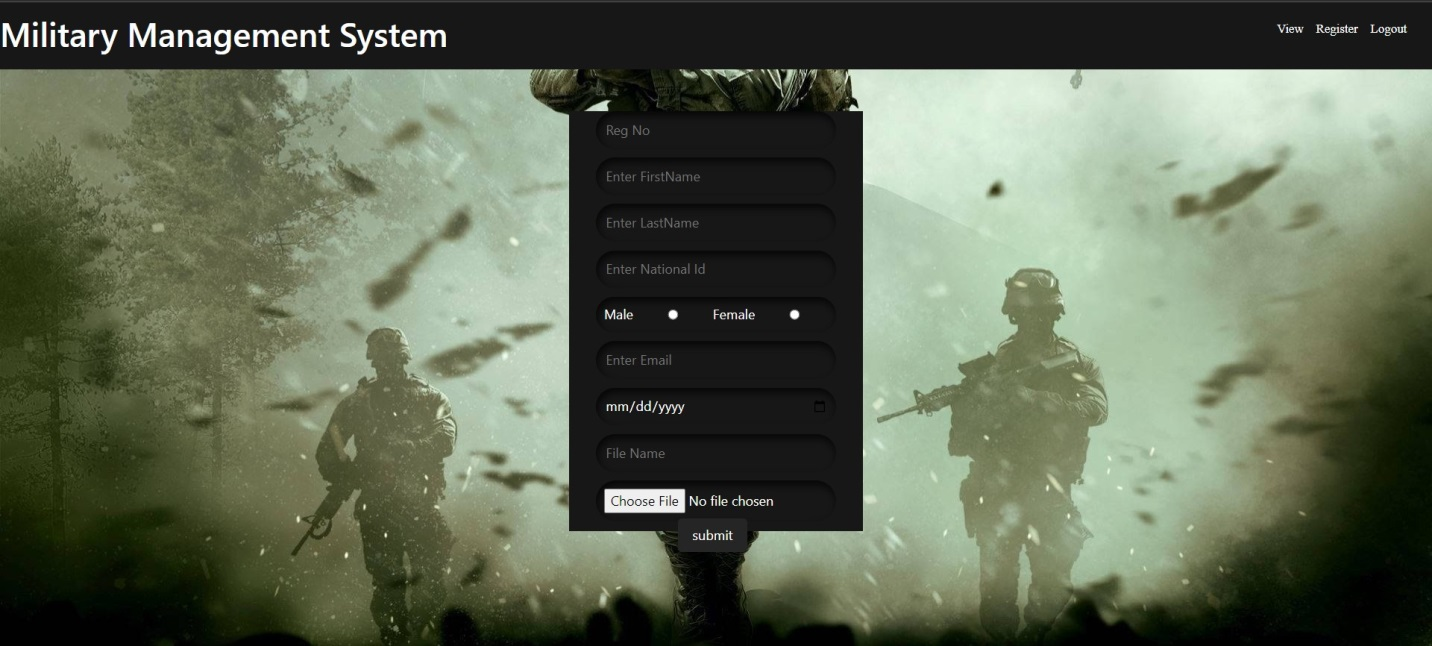 Military Management System
View Register Logout
Reg No
Enter FirstName
Enter LastName
Enter National Id
Male Female
Enter Email
mm/dd/yyyy
File Name
Choose File No file chosen
submit